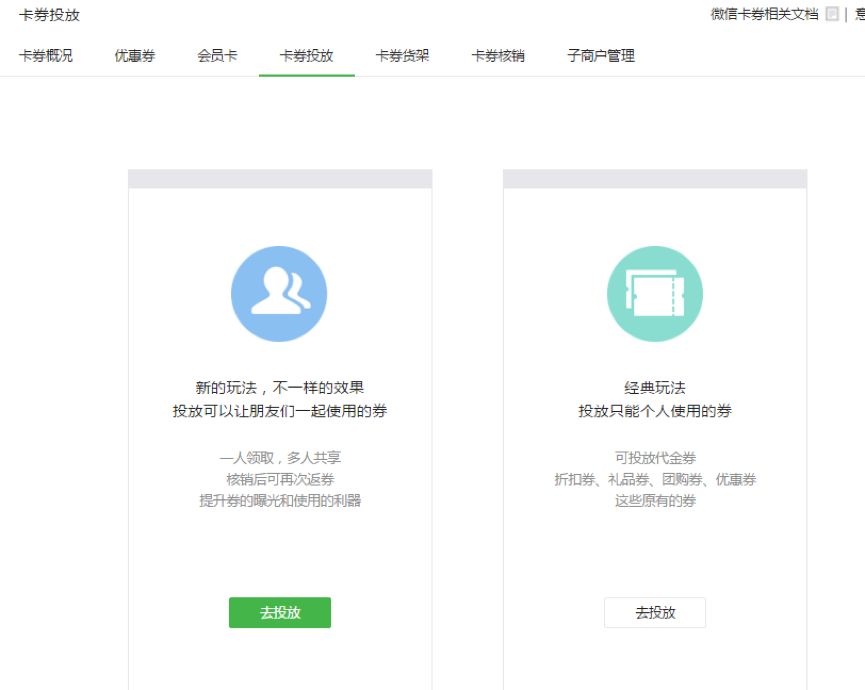 卡券投放
微信卡券相关文档
卡券概况 优惠券 会员卡 卡券投放 卡券货架 卡券核销 子商户管理
新的玩法，不一样的效果
投放可以让朋友们一起使用的券
一人领取，多人共享
核销后可再次返券
提升券的曝光和使用的利器
去投放
经典玩法
投放只能个人使用的券
可投放代金券
折扣券、礼品券、团购券、优惠券
这些原有的券
去投放